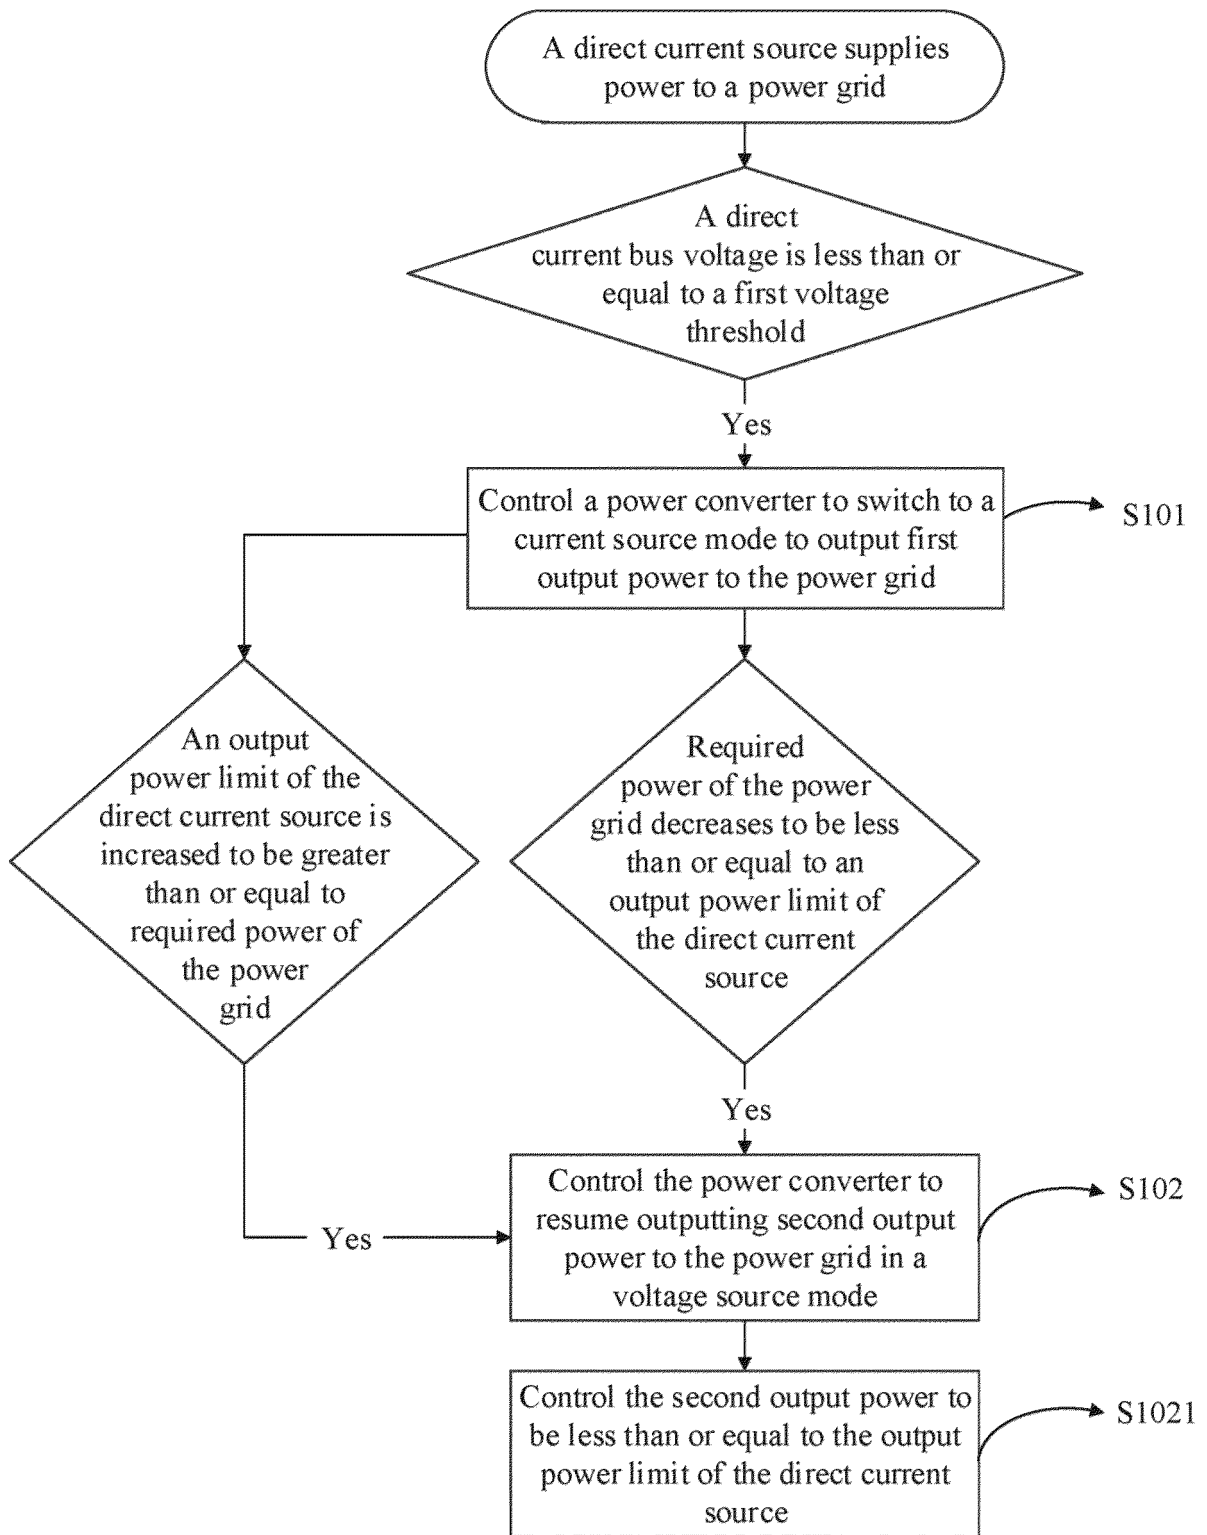 A direct current source supplies
power to a power grid
A direct
current bus voltage is less than or
equal to a first voltage
threshold
Yes
Control a power converter to switch to a
current source mode to output first
output power to the power grid
S101
An output
power limit of the
direct current source is
increased to be greater
than or equal to
required power of
the power
grid
Required
power of the power
grid decreases to be less
than or equal to an
output power limit of
the direct current
source
Yes
Yes
Control the power converter to
resume outputting second output
power to the power grid in a
voltage source mode
S102
Control the second output power to
be less than or equal to the output
power limit of the direct current
source
S1021